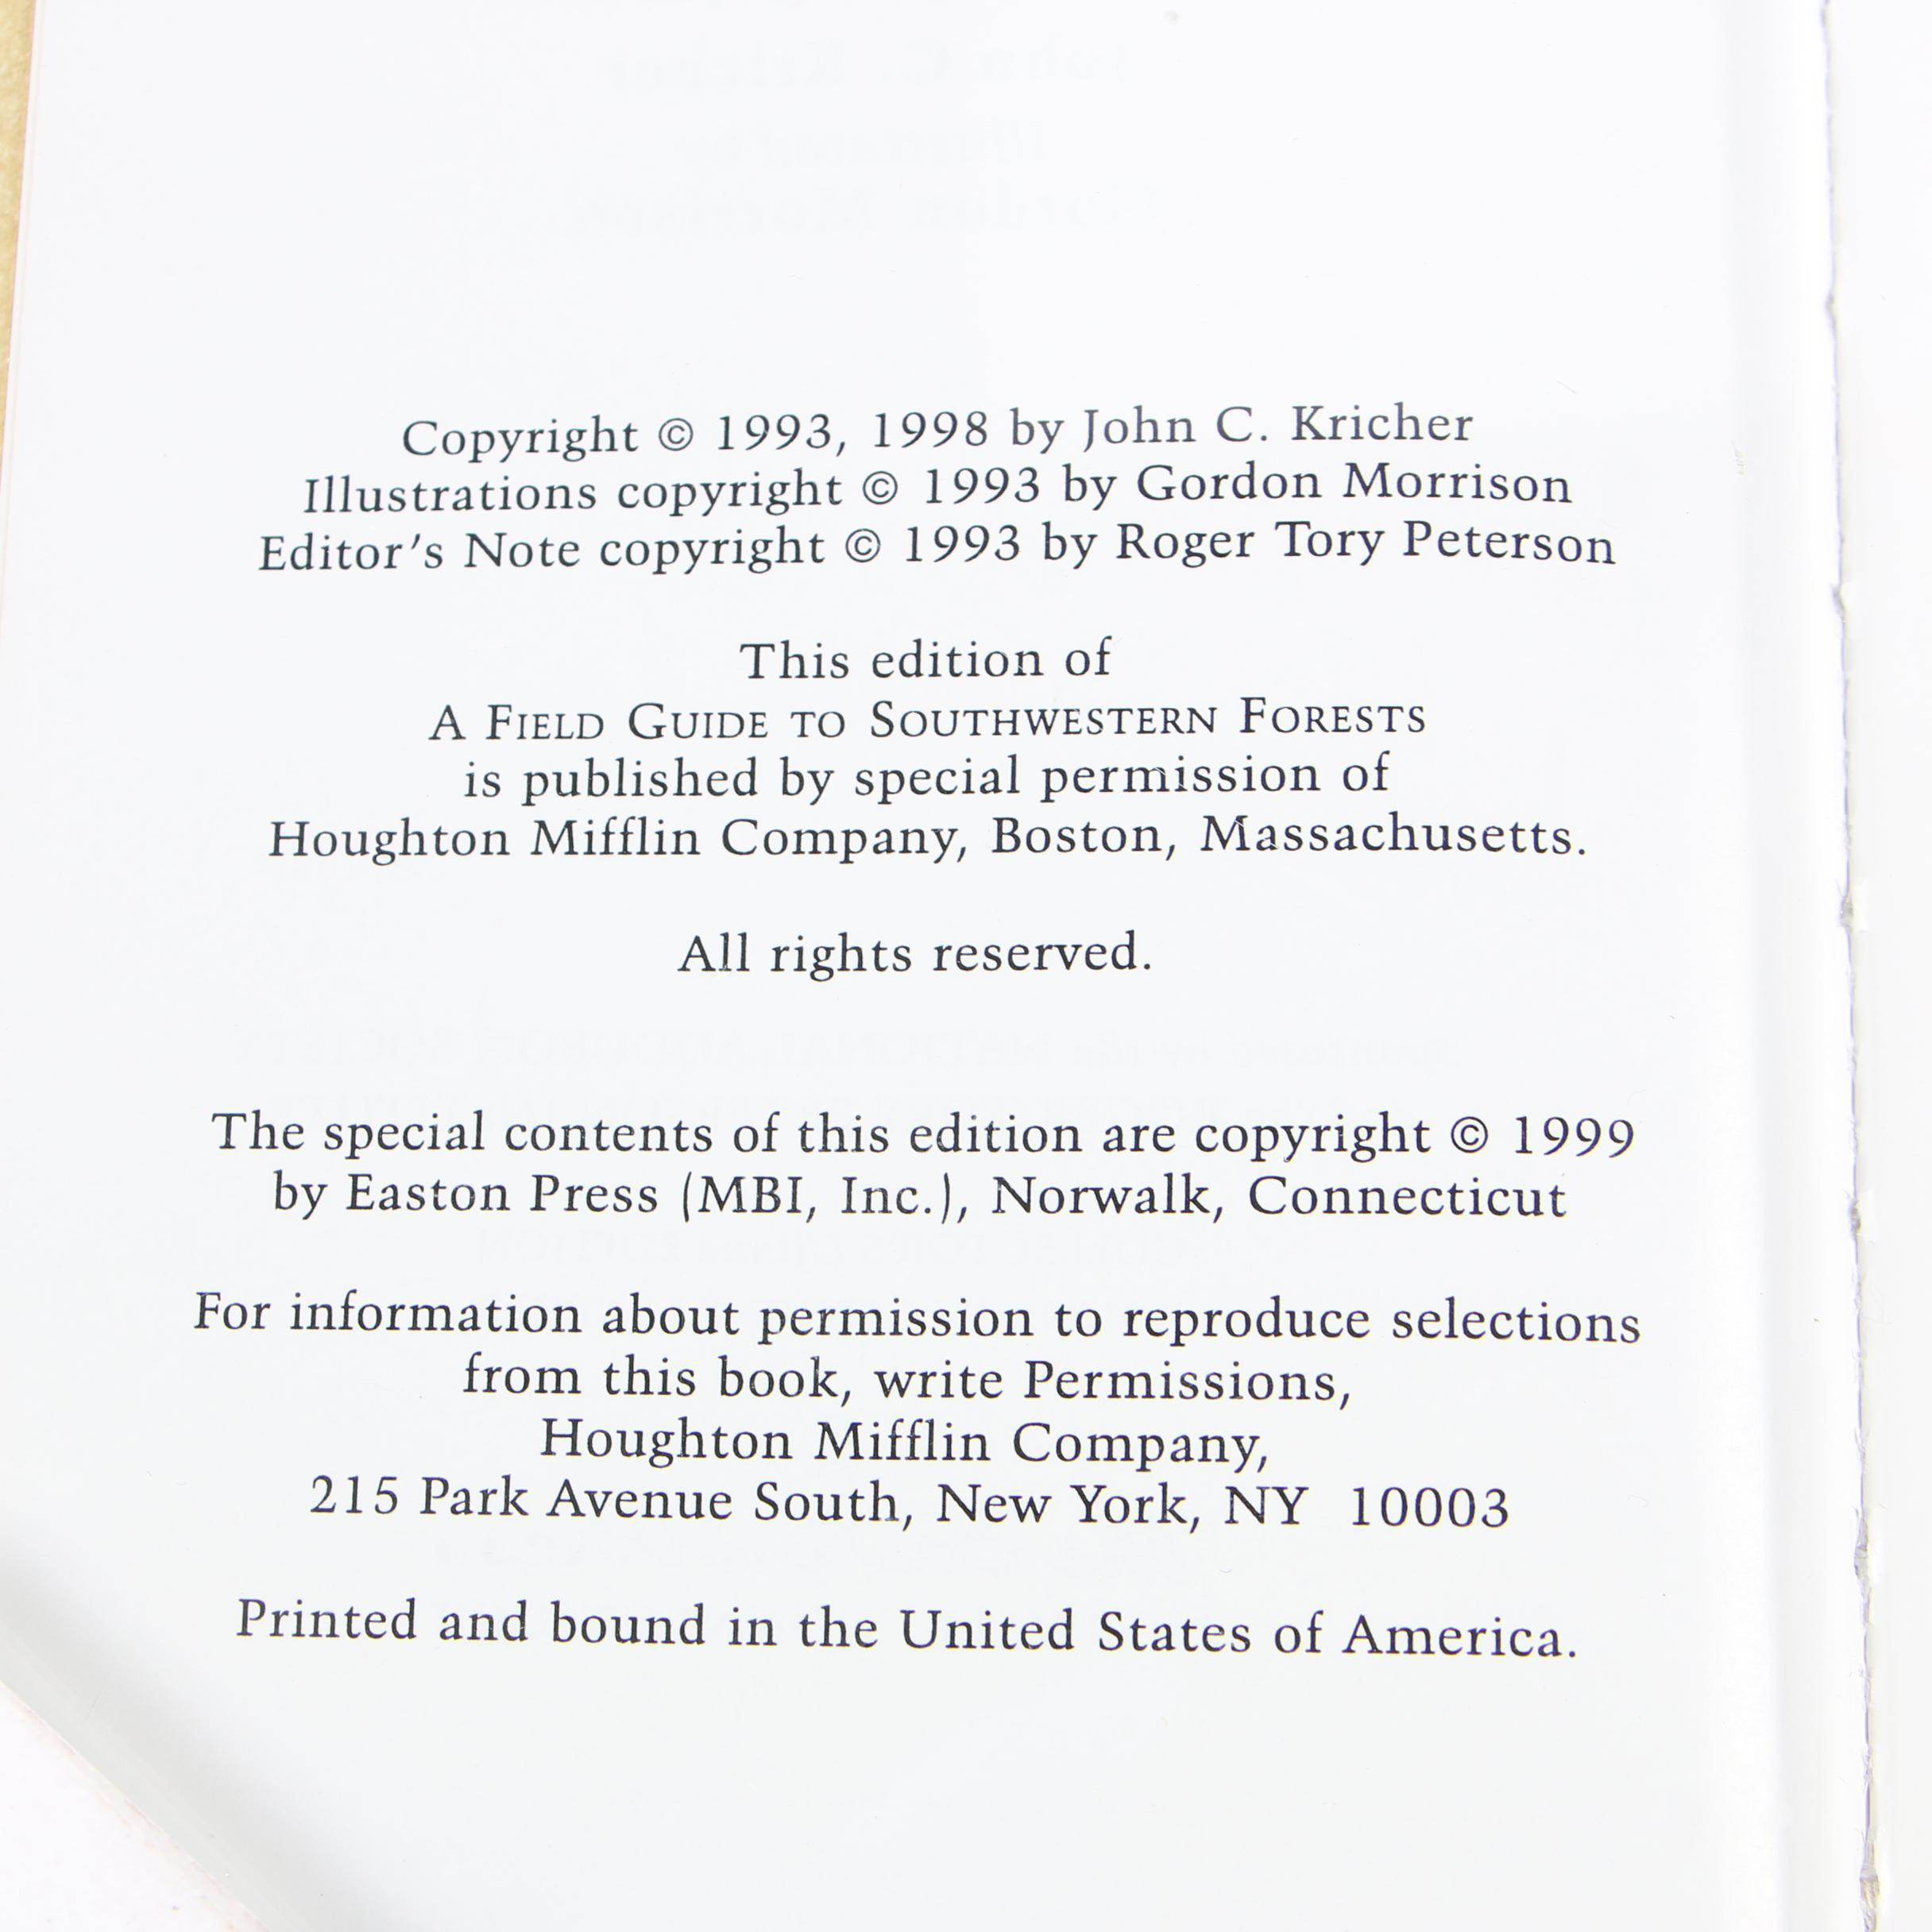 Copyright © 1993, 1998 by John C. Kricher
Illustrations copyright © 1993 by Gordon Morrison
Editor's Note copyright © 1993 by Roger Tory Peterson
This edition of
A FIELD GUIDE TO SOUTHWESTERN FORESTS
is published by special permission of
Houghton Mifflin Company, Boston, Massachusetts.
All rights reserved.
The special contents of this edition are copyright © 1999
by Easton Press (MBI, Inc.), Norwalk, Connecticut
For information about permission to reproduce selections
from this book, write Permissions,
Houghton Mifflin Company,
215 Park Avenue South, New York, NY 10003
Printed and bound in the United States of America.